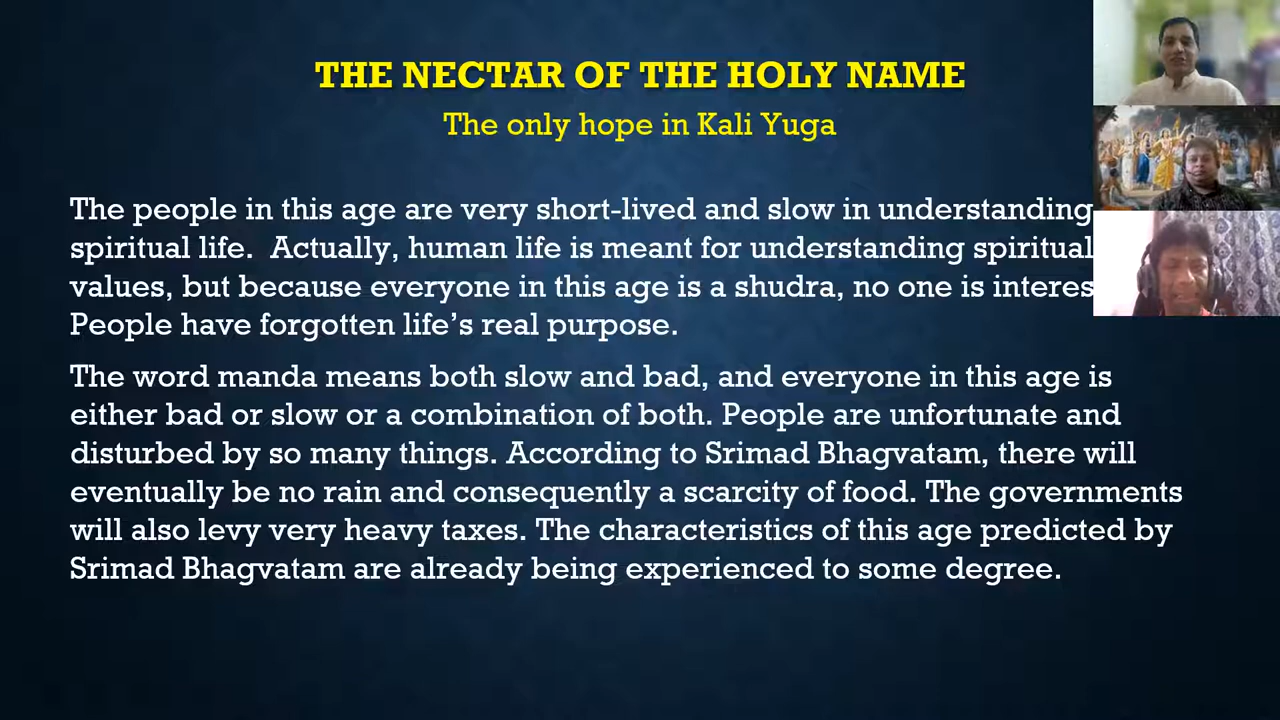 THE NECTAR OF THE HOLY NAME
The only hope in Kali Yuga
The people in this age are very short-lived and slow in understanding
spiritual life. Actually, human life is meant for understanding spiritual
values, but because everyone in this age is a shudra, no one is
People have forgotten life's real purpose.
The word manda means both slow and bad, and everyone in this age is
either bad or slow or a combination of both. People are unfortunate and
disturbed by so many things. According to Srimad Bhagvatam, there will
eventually be no rain and consequently a scarcity of food. The governments
will also levy very heavy taxes. The characteristics of this age predicted by
Srimad Bhagvatam are already being experienced to some degree.